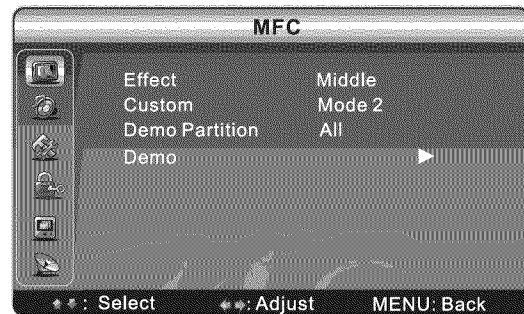 MFC
Effect Middle
Custom Mode 2
Demo Partition All
Demo
: Select : Adjust MENU: Back